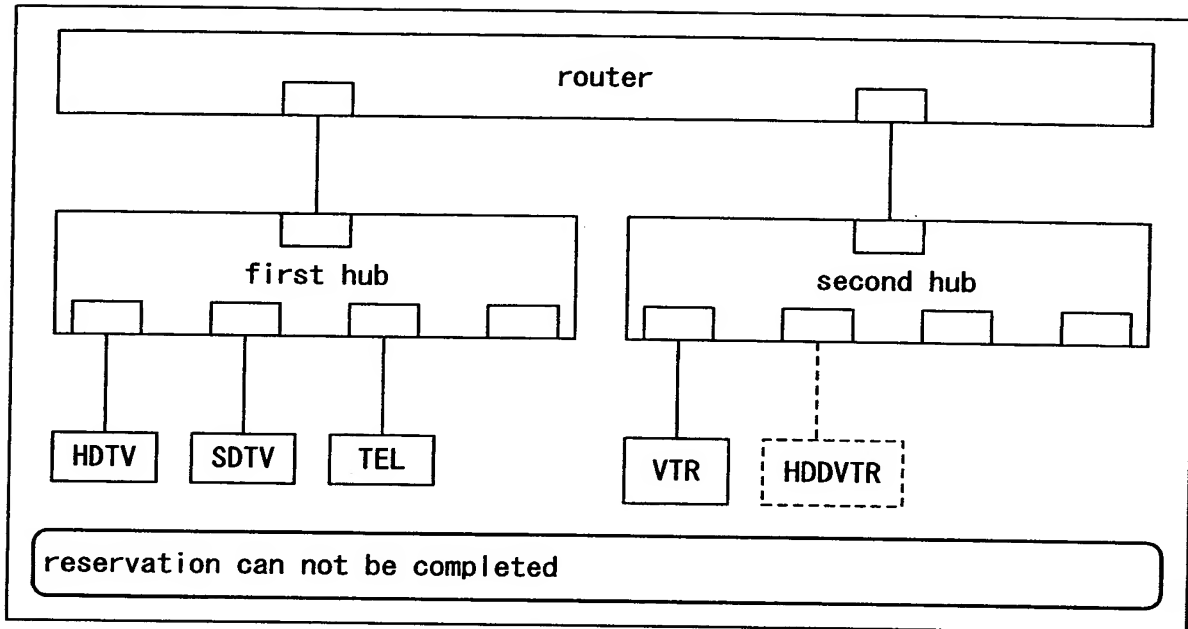 router
first hub
second hub
HDTV
SDTV
TEL
VTR
HDDVTR
reservation can not be completed